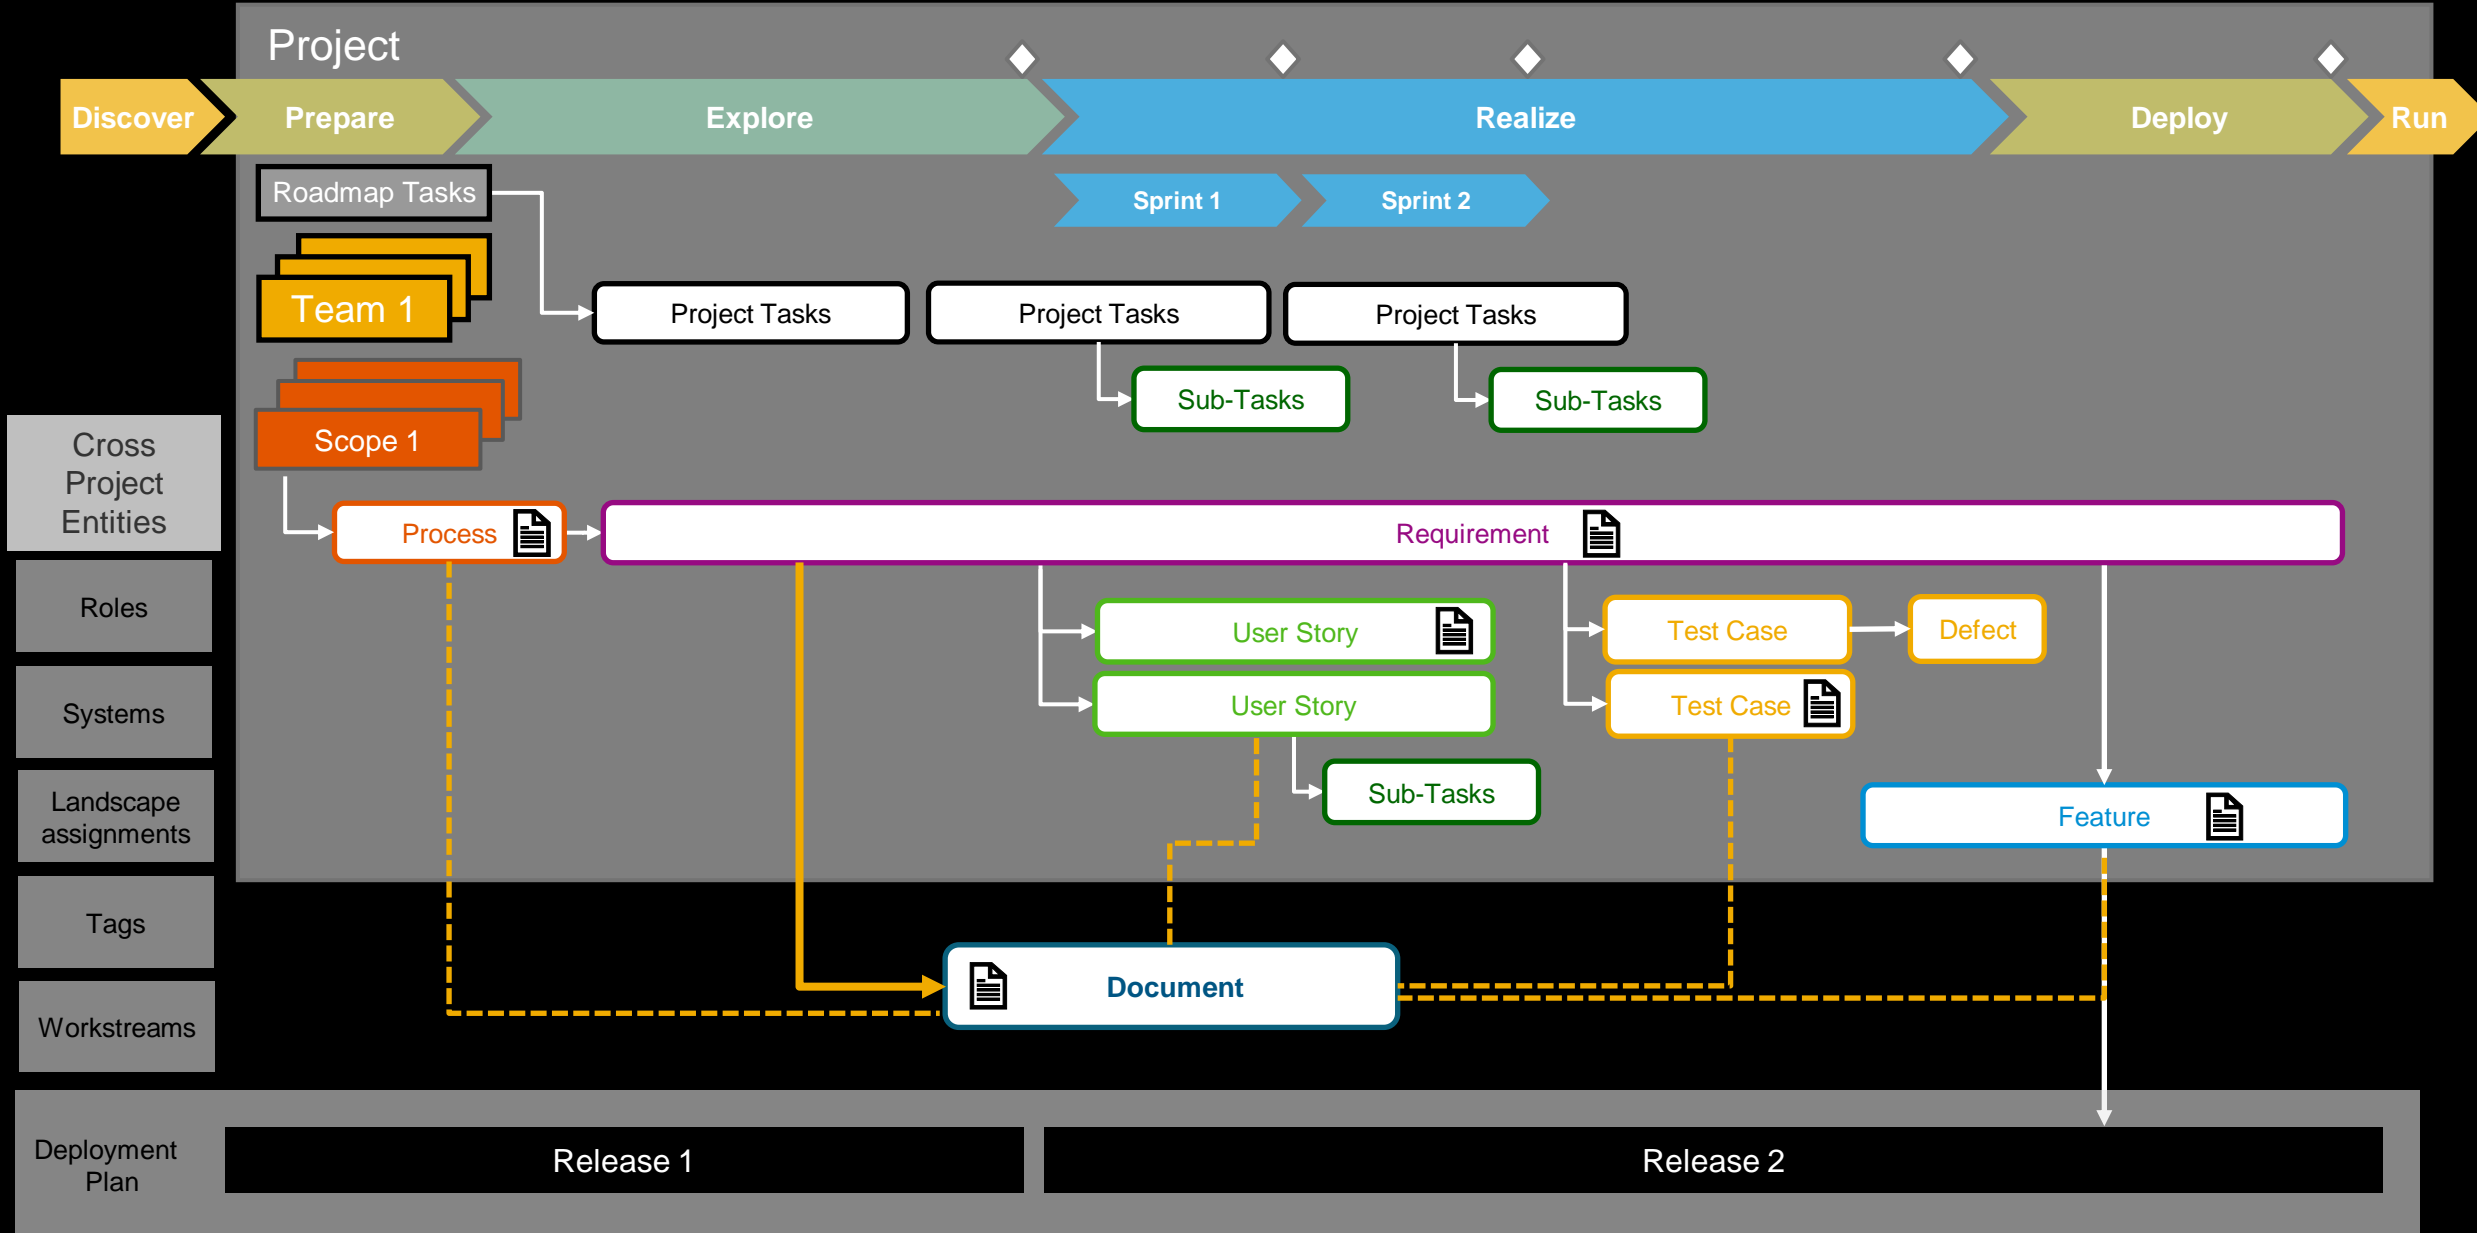 Project
Discover
Prepare
Explore
Realize
Deploy
Run
Roadmap Tasks
Sprint 1
Sprint 2
Team 1
Project Tasks
Project Tasks
Project Tasks
Sub-Tasks
Sub-Tasks
Scope 1
Cross
Project
Entities
Process
Requirement
Roles
User Story
Test Case
Defect
Systems
User Story
Test Case
Landscape
assignments
Sub-Tasks
Feature
Tags
Document
Workstreams
Deployment
Plan
Release 1
Release 2